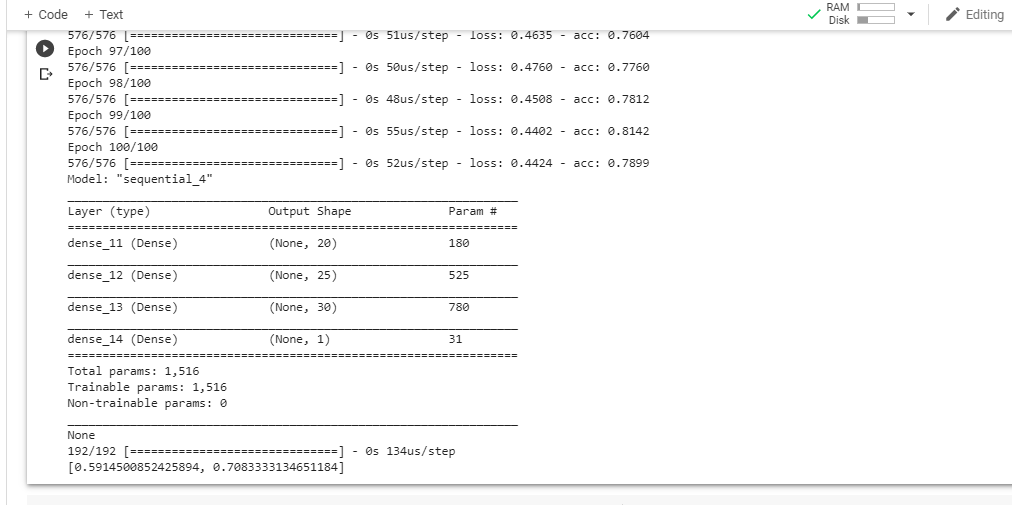 + Code + Text RAM Disk Editing
576/576 [==============================] - 0s 51us/step - loss: 0.4635 - acc: 0.7604
Epoch 97/100
576/576 [==============================] - 0s 50us/step - loss: 0.4760 - acc: 0.7760
Epoch 98/100
576/576 [==============================] - 0s 48us/step - loss: 0.4508 - acc: 0.7812
Epoch 99/100
576/576 [==============================] - 0s 55us/step - loss: 0.4402 - acc: 0.8142
Epoch 100/100
576/576 [==============================] - 0s 52us/step - loss: 0.4424 - acc: 0.7899
Model: "sequential_4"
_________________________________________________________________
Layer (type) Output Shape Param #
=================================================================
dense_11 (Dense) (None, 20) 180
_________________________________________________________________
dense_12 (Dense) (None, 25) 525
_________________________________________________________________
dense_13 (Dense) (None, 30) 780
_________________________________________________________________
dense_14 (Dense) (None, 1) 31
=================================================================
Total params: 1,516
Trainable params: 1,516
Non-trainable params: 0
_________________________________________________________________
None
192/192 [==============================] - 0s 134us/step
[0.5914500852425894, 0.7083333134651184]